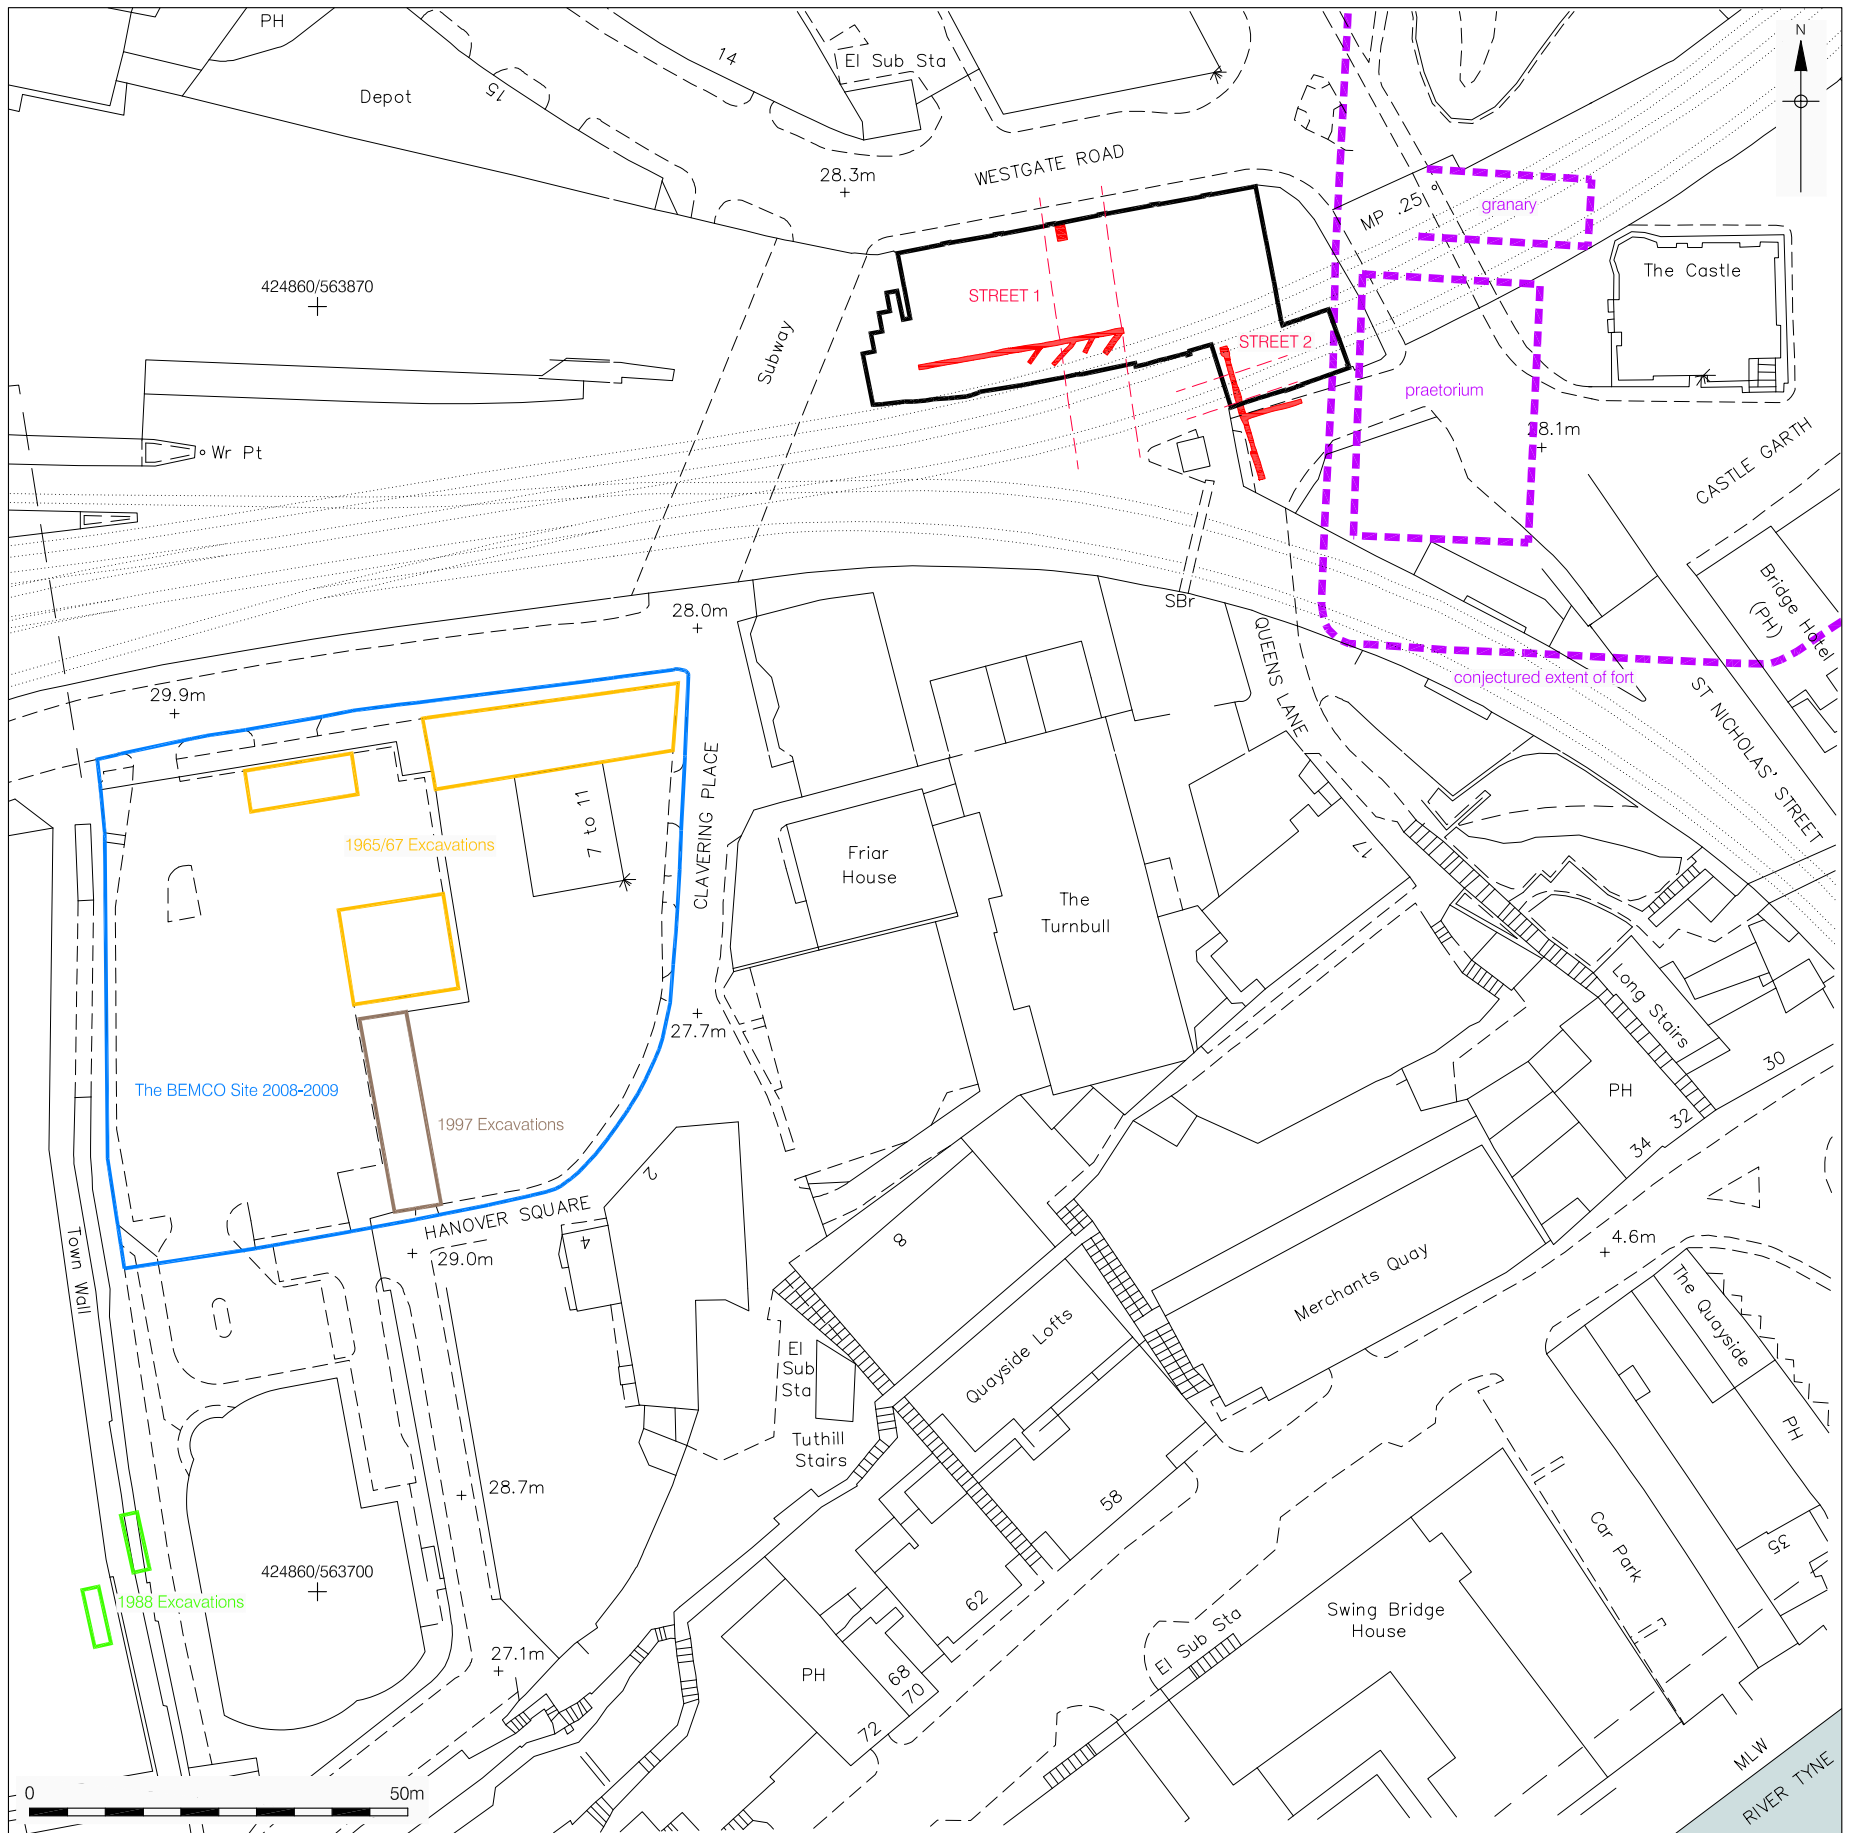 PH
14
El Sub Sta
N
Depot
15
WESTGATE ROAD
28.3m
MP .25
granary
424860/563870
STREET 1
The Castle
Subway
STREET 2
praetorium
28.1m
Wr Pt
CASTLE GARTH
SBr
28.0m
Bridge Hotel
(PH)
QUEENS LANE
conjectured extent of fort
29.9m
ST NICHOLAS' STREET
CLAVERING PLACE
7 to 11
1965/67 Excavations
Friar
House
17
The
Turnbull
Long Stairs
27.7m
The BEMCO Site 2008-2009
1997 Excavations
30
PH
32
34
2
HANOVER SQUARE
29.0m
4
8
Town Wall
4.6m
Merchants Quay
The Quayside
Quayside Lofts
El
Sub
Sta
PH
Tuthill
Stairs
28.7m
58
Car Park
35
424860/563700
1988 Excavations
62
Swing Bridge
House
El Sub Sta
27.1m
PH
68
70
72
MLW
RIVER TYNE
0
50m